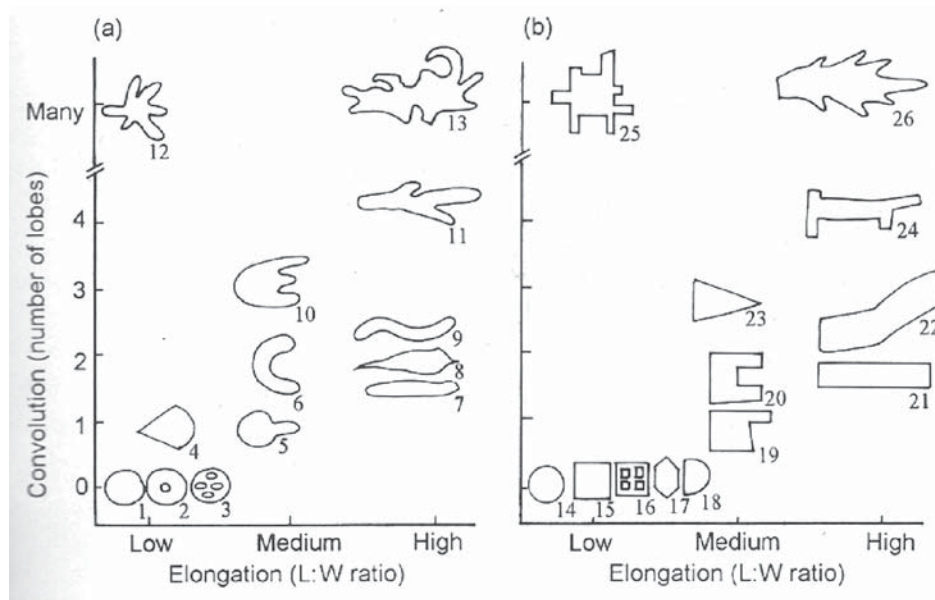 (a)
Many
4
3
2
1
0
Convolution (number of lobes)
12
13
11
10
9
8
7
6
5
4
1
2
3
Low
Medium
High
Elongation (L:W ratio)
(b)
25
26
24
23
22
21
20
19
14
15
16
17
18
Low
Medium
High
Elongation (L:W ratio)